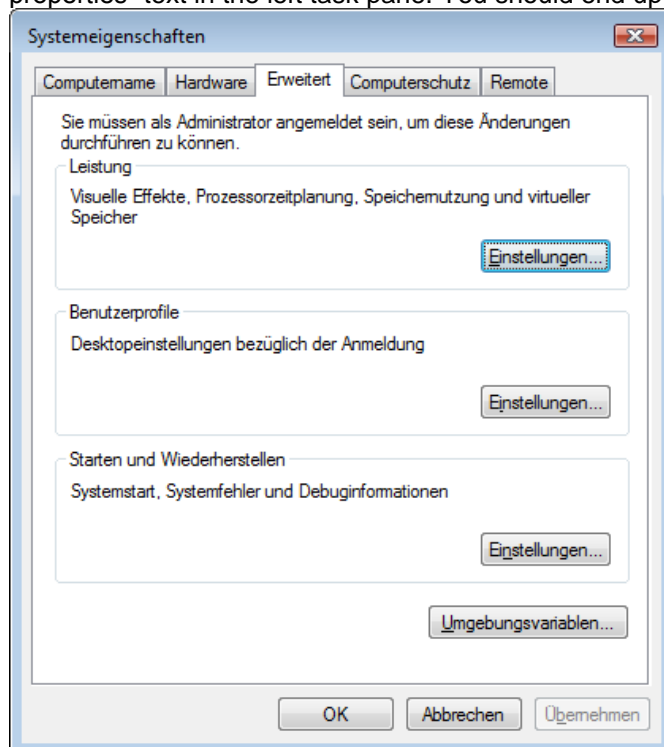 properties" text in the left task pane. You should end up
Systemeigenschaften
Computername Hardware Erweitert Computerschutz Remote
Sie müssen als Administrator angemeldet sein, um diese Änderungen
durchführen zu können.
Leistung
Visuelle Effekte, Prozessorzeitplanung, Speichernutzung und virtueller
Speicher
Einstellungen...
Benutzerprofile
Desktopeinstellungen bezüglich der Anmeldung
Einstellungen...
Starten und Wiederherstellen
Systemstart, Systemfehler und Debuginformationen
Einstellungen...
Umgebungsvariablen...
OK Abbrechen Übernehmen